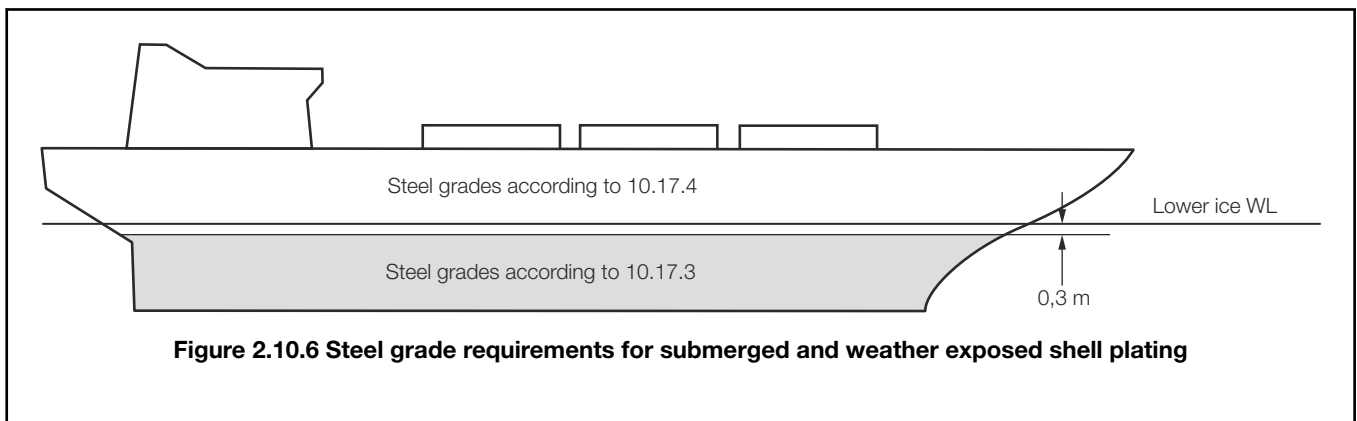 Steel grades according to 10.17.4
Lower ice WL
Steel grades according to 10.17.3
0,3 m
Figure 2.10.6 Steel grade requirements for submerged and weather exposed shell plating